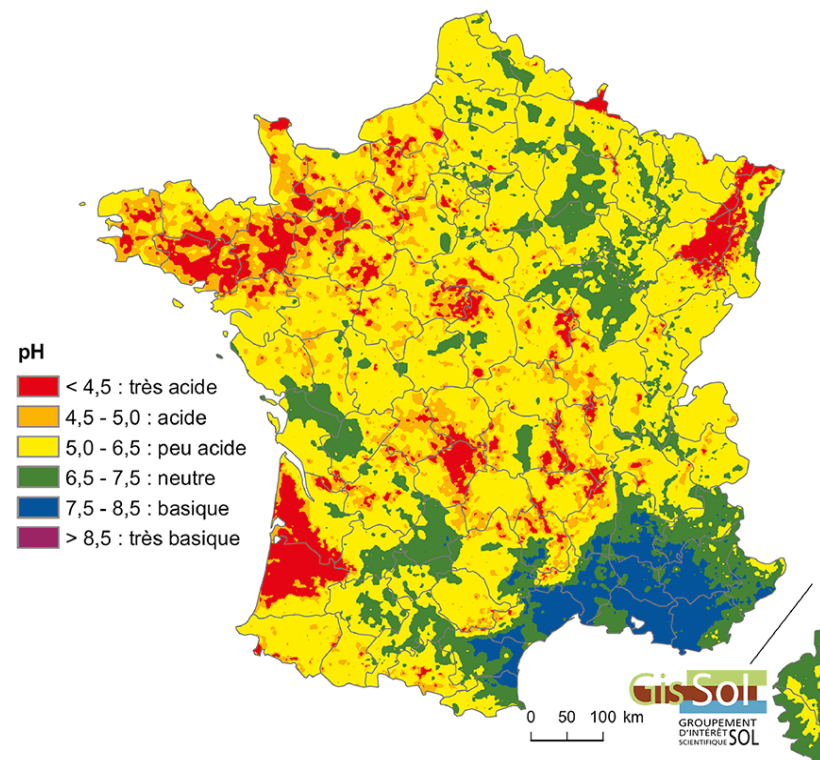 pH
< 4,5 : très acide
4,5 - 5,0 : acide
5,0 - 6,5 : peu acide
6,5 - 7,5 : neutre
7,5 - 8,5 : basique
> 8,5 : très basique
GisSol
0 50 100 km
GROUPEMENT
D'INTÉRÊT
SCIENTIFIQUE SOL